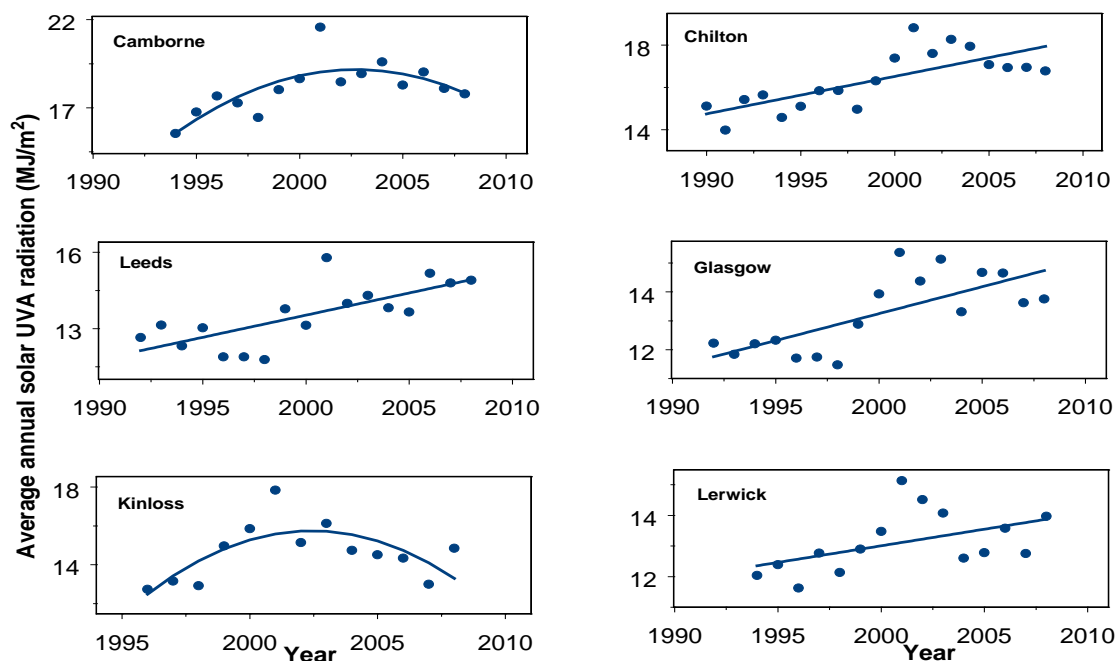 Average annual solar UVA radiation (MJ/m²)
22
17
Camborne
1990 1995 2000 2005 2010
18
14
Chilton
1990 1995 2000 2005 2010
16
13
Leeds
1990 1995 2000 2005 2010
14
12
Glasgow
1990 1995 2000 2005 2010
18
14
Kinloss
1995 2000 2005 2010
Year
14
12
Lerwick
1990 1995 2000 2005 2010
Year